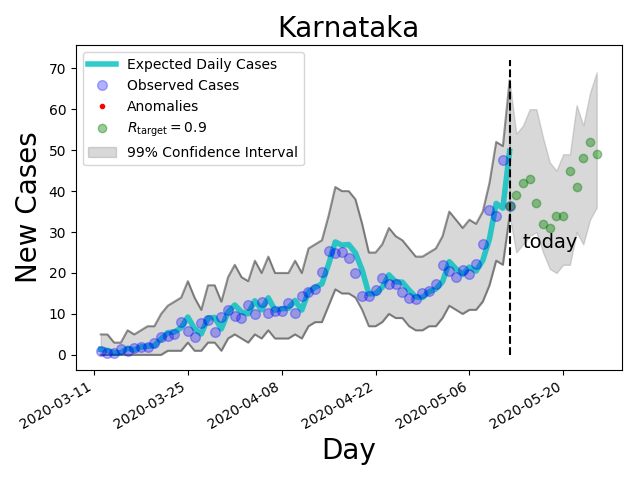 Karnataka
Expected Daily Cases
Observed Cases
Anomalies
R_target = 0.9
99% Confidence Interval
New Cases
70
60
50
40
30
20
10
0
today
2020-03-11
2020-03-25
2020-04-08
2020-04-22
2020-05-06
2020-05-20
Day